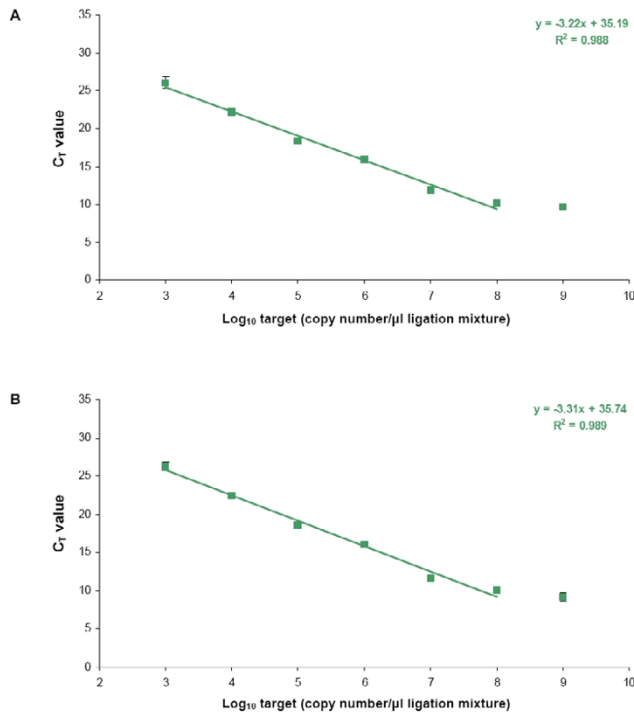 A
y = -3.22x + 35.19
R² = 0.988
35
30
25
20
15
10
5
0
C_T value
2 3 4 5 6 7 8 9 10
Log₁₀ target (copy number/µl ligation mixture)
B
y = -3.31x + 35.74
R² = 0.989
35
30
25
20
15
10
5
0
C_T value
2 3 4 5 6 7 8 9 10
Log₁₀ target (copy number/µl ligation mixture)